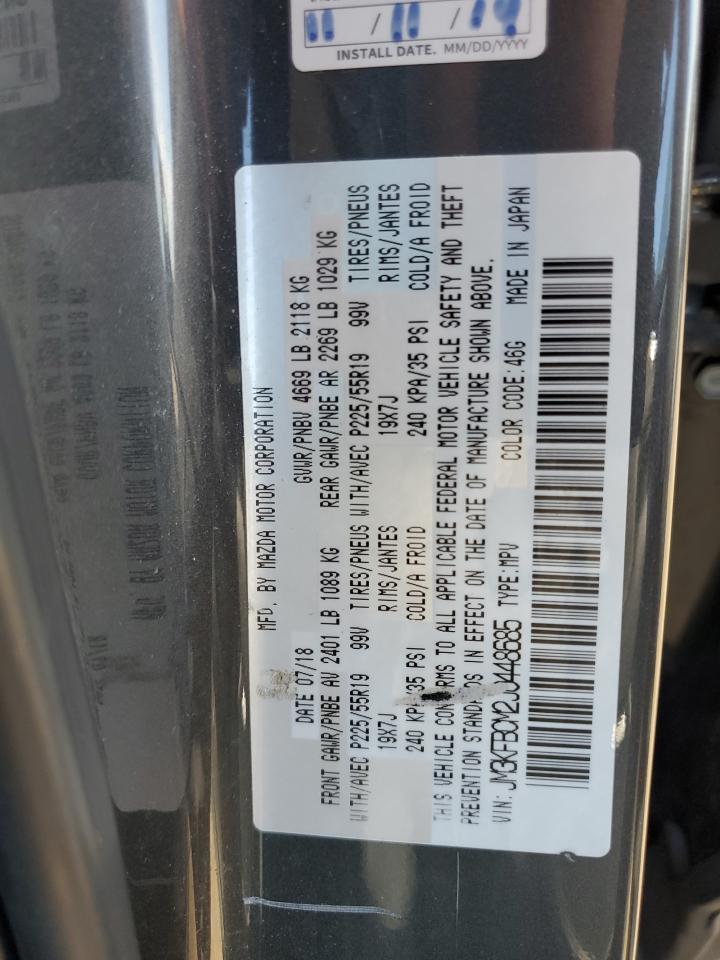 11/11/19
INSTALL DATE. MM/DD/YYYY
MFD. BY MAZDA MOTOR CORPORATION
DATE 07/18 GVWR/PNBV 4669 LB 2118 KG
FRONT GAWR/PNBE AV 2401 LB 1089 KG REAR GAWR/PNBE AR 2269 LB 1029 KG
WITH/AVEC P225/55R19 99V TIRES/PNEUS WITH/AVEC P225/55R19 99V TIRES/PNEUS
19X7J RIMS/JANTES 19X7J RIMS/JANTES
240 KPA/35 PSI COLD/A FROID 240 KPA/35 PSI COLD/A FROID
THIS VEHICLE CONFORMS TO ALL APPLICABLE FEDERAL MOTOR VEHICLE SAFETY AND THEFT
PREVENTION STANDARDS IN EFFECT ON THE DATE OF MANUFACTURE SHOWN ABOVE.
VIN: JM3KFBCM2J0448685 TYPE:MPV COLOR CODE:46G MADE IN JAPAN